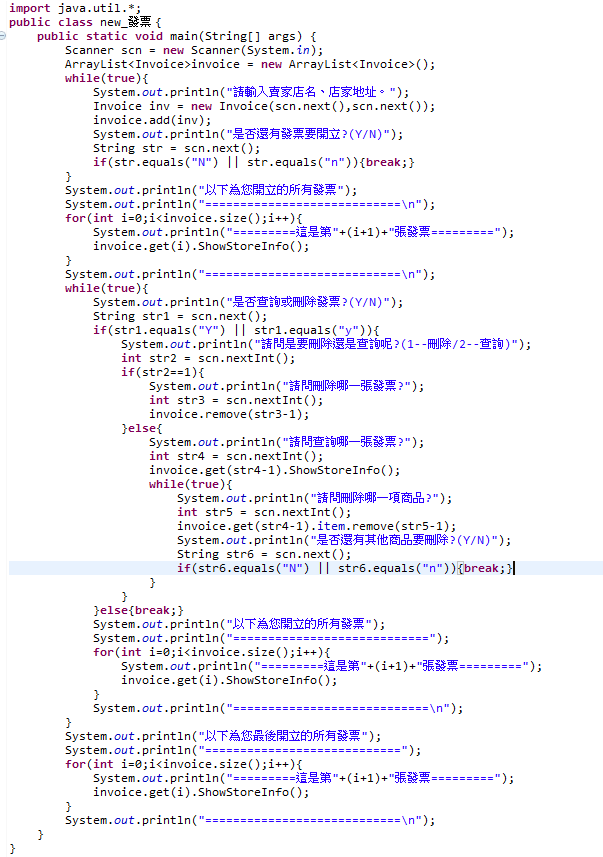 import java.util.*;
public class new_發票 {
    public static void main(String[] args) {
        Scanner scn = new Scanner(System.in);
        ArrayList<Invoice>invoice = new ArrayList<Invoice>();
        while(true){
            System.out.println("請輸入賣家店名、店家地址。");
            Invoice inv = new Invoice(scn.next(),scn.next());
            invoice.add(inv);
            System.out.println("是否還有發票要開立?(Y/N)");
            String str = scn.next();
            if(str.equals("N") || str.equals("n")){break;}
        }
        System.out.println("以下為您開立的所有發票");
        System.out.println("============================\n");
        for(int i=0;i<invoice.size();i++){
            System.out.println("=========這是第"+(i+1)+"張發票=========");
            invoice.get(i).ShowStoreInfo();
        }
        System.out.println("============================\n");
        while(true){
            System.out.println("是否查詢或刪除發票?(Y/N)");
            String str1 = scn.next();
            if(str1.equals("Y") || str1.equals("y")){
                System.out.println("請問是要刪除還是查詢呢?(1--刪除/2--查詢)");
                int str2 = scn.nextInt();
                if(str2==1){
                    System.out.println("請問刪除哪一張發票?");
                    int str3 = scn.nextInt();
                    invoice.remove(str3-1);
                }else{
                    System.out.println("請問查詢哪一張發票?");
                    int str4 = scn.nextInt();
                    invoice.get(str4-1).ShowStoreInfo();
                    while(true){
                        System.out.println("請問刪除哪一項商品?");
                        int str5 = scn.nextInt();
                        invoice.get(str4-1).item.remove(str5-1);
                        System.out.println("是否還有其他商品要刪除?(Y/N)");
                        String str6 = scn.next();
                        if(str6.equals("N") || str6.equals("n")){break;}
                    }
                }
            }else{break;}
            System.out.println("以下為您開立的所有發票");
            System.out.println("============================");
            for(int i=0;i<invoice.size();i++){
                System.out.println("=========這是第"+(i+1)+"張發票=========");
                invoice.get(i).ShowStoreInfo();
            }
            System.out.println("============================\n");
        }
        System.out.println("以下為您最後開立的所有發票");
        System.out.println("============================");
        for(int i=0;i<invoice.size();i++){
            System.out.println("=========這是第"+(i+1)+"張發票=========");
            invoice.get(i).ShowStoreInfo();
        }
        System.out.println("============================\n");
    }
}